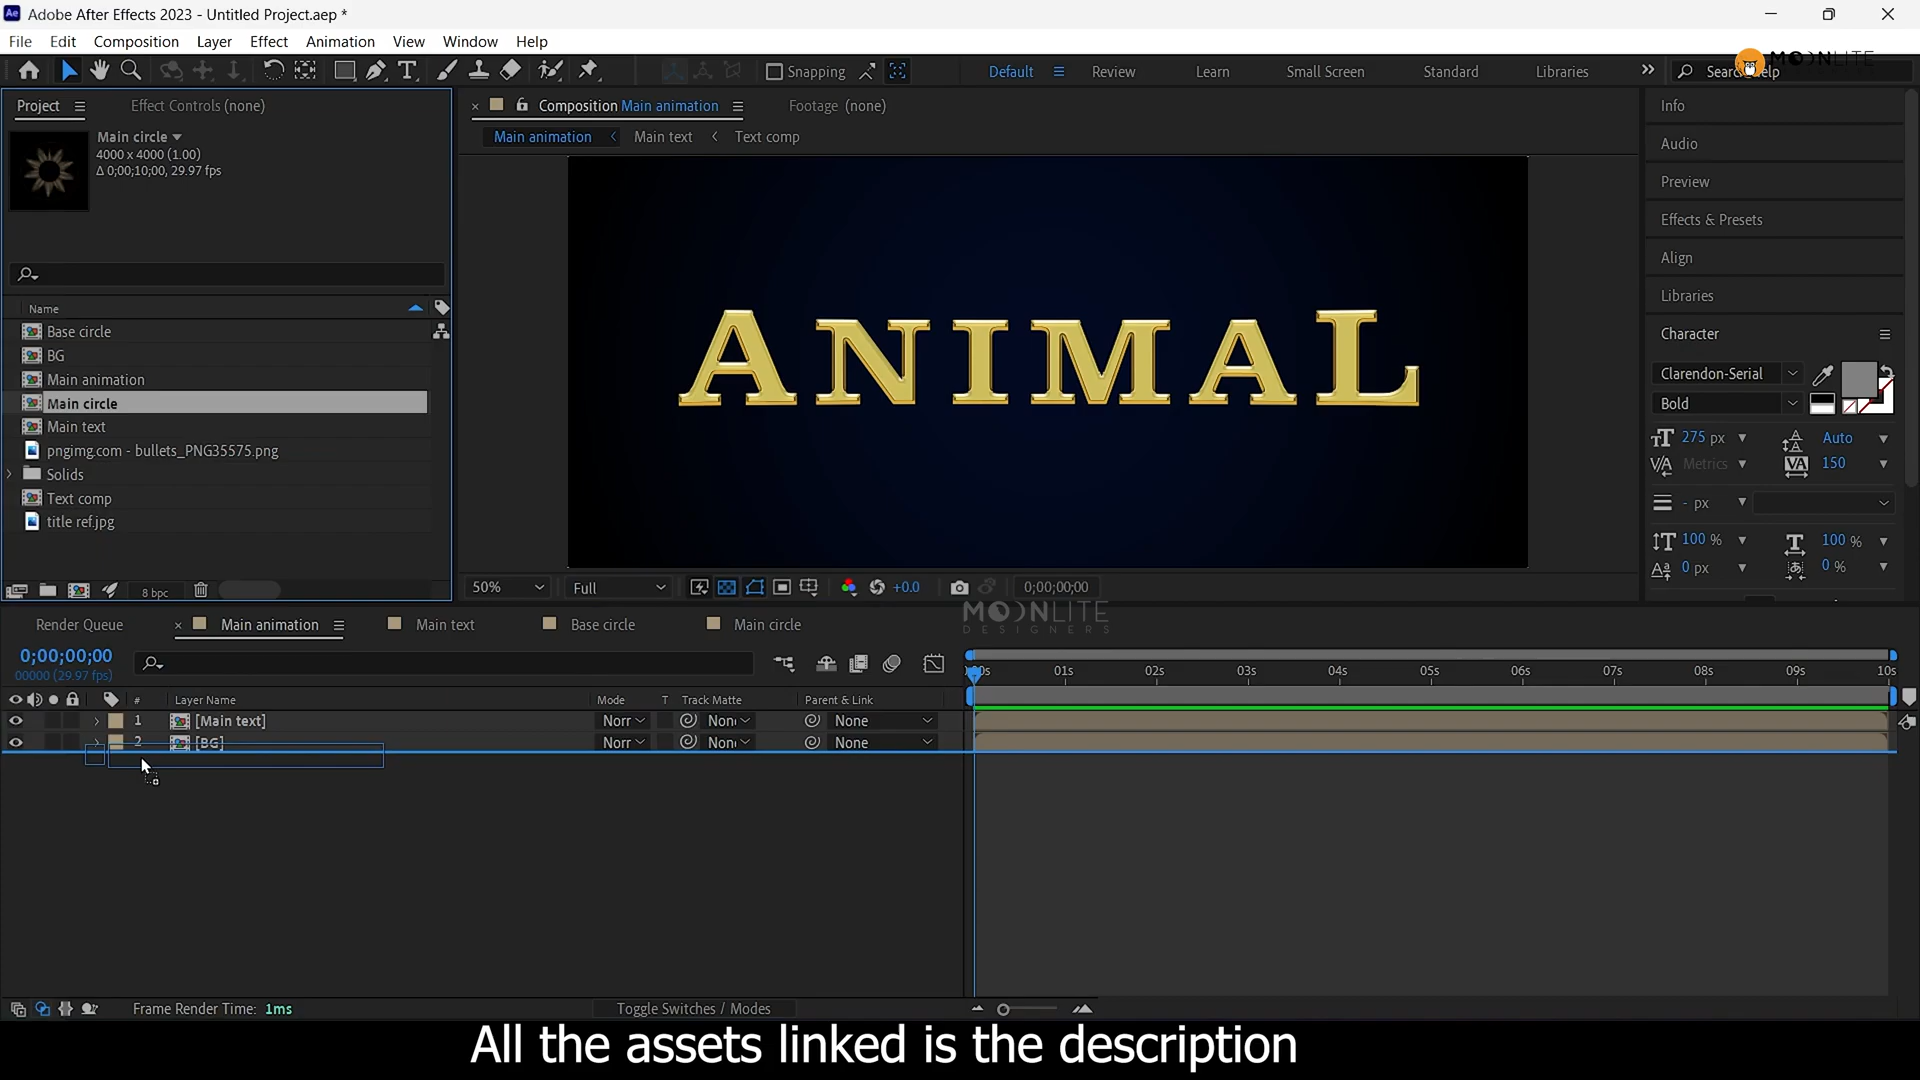 Adobe After Effects 2023 - Untitled Project.aep *
File Edit Composition Layer Effect Animation View Window Help
Snapping Default Review Learn Small Screen Standard Libraries
MOONLITE
Project Effect Controls (none) Composition Main animation Footage (none) Info
Main circle
4000 x 4000 (1.00)
Δ 0;00;10;00, 29.97 fps
Main animation Main text Text comp
Audio
Preview
Effects & Presets
Align
Libraries
Character
Name
Base circle
BG
Main animation
Main circle
Main text
pngimg.com - bullets_PNG35575.png
Solids
Text comp
title ref.jpg
8 bpc
ANIMAL
50% Full +0.0 0;00;00;00
Clarendon-Serial
Bold
275 px Auto
Metrics 150
- px
100 % 100 %
0 px 0 %
MOONLITE
DESIGNERS
Render Queue Main animation Main text Base circle Main circle
0;00;00;00
00000 (29.97 fps)
01s 02s 03s 04s 05s 06s 07s 08s 09s 10s
# Layer Name Mode T Track Matte Parent & Link
1 [Main text] Norr None
2 [BG] Norr None
Frame Render Time: 1ms Toggle Switches / Modes
All the assets linked is the description